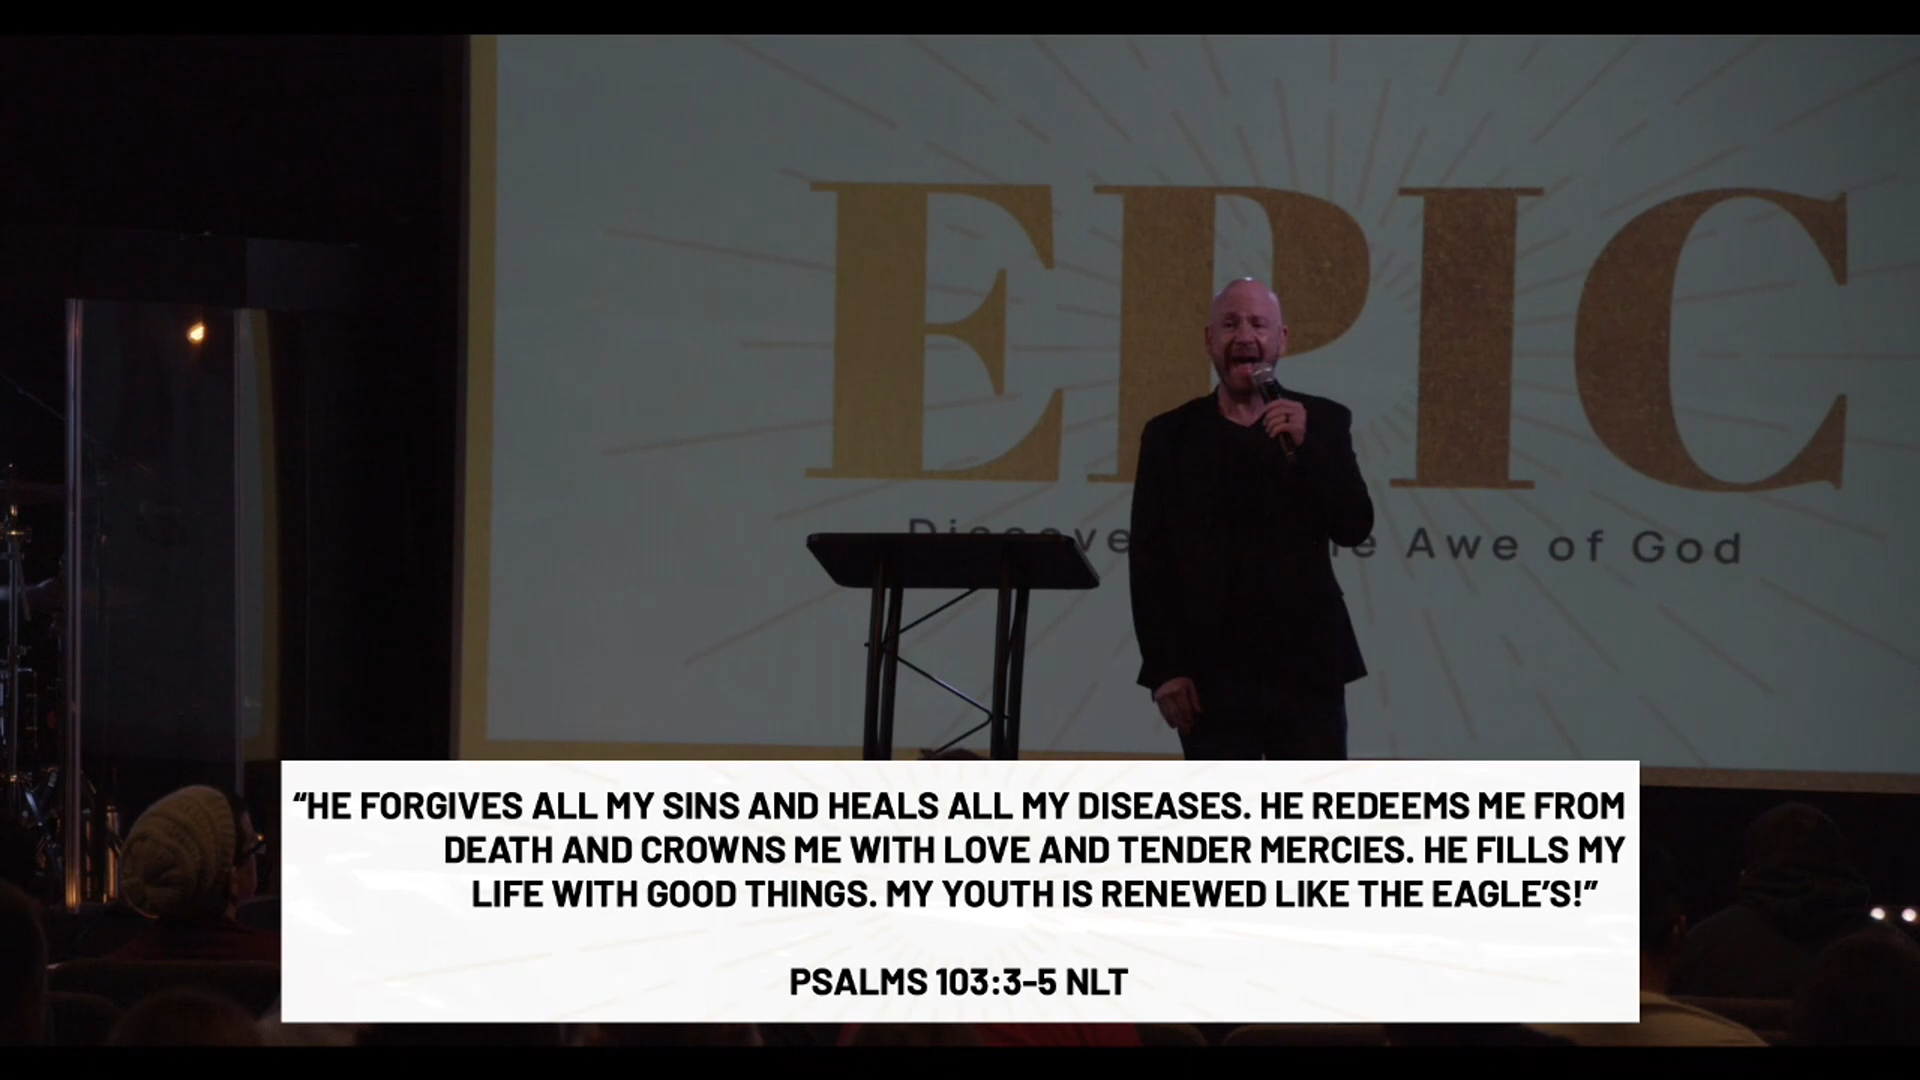 EPIC
Discove he Awe of God
“HE FORGIVES ALL MY SINS AND HEALS ALL MY DISEASES. HE REDEEMS ME FROM
DEATH AND CROWNS ME WITH LOVE AND TENDER MERCIES. HE FILLS MY
LIFE WITH GOOD THINGS. MY YOUTH IS RENEWED LIKE THE EAGLE’S!”
PSALMS 103:3-5 NLT